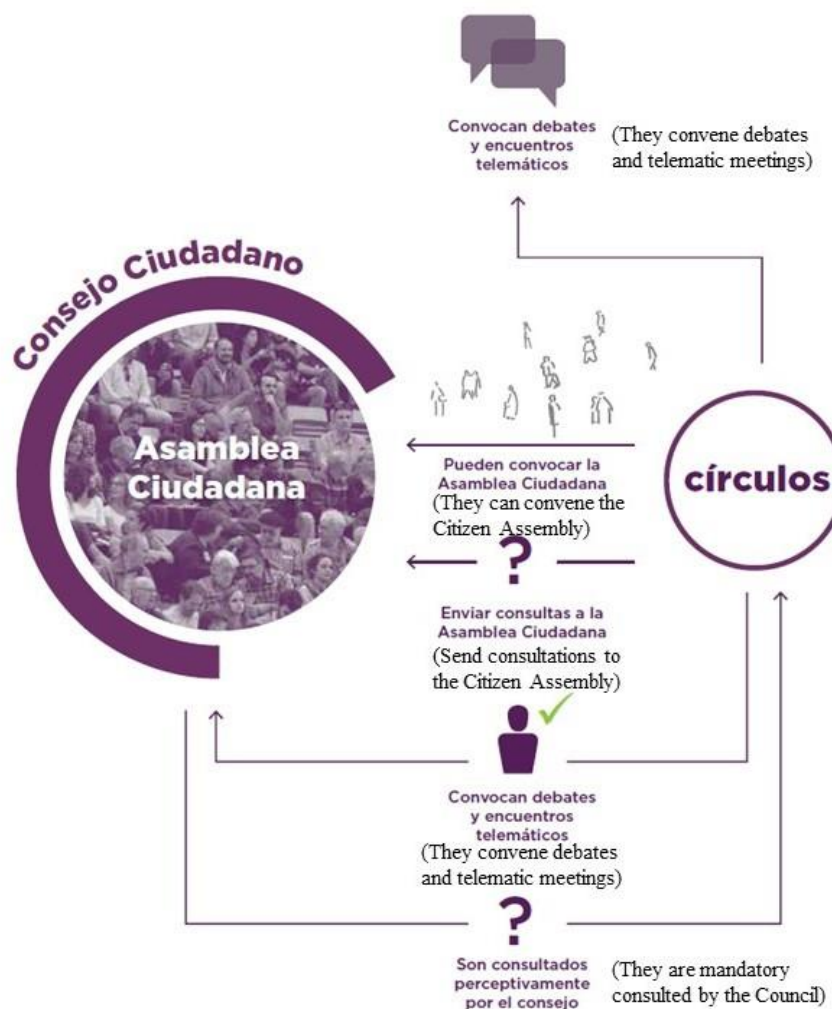 Convocan debates
y encuentros
telemáticos
(They convene debates
and telematic meetings)
Consejo Ciudadano
Asamblea
Ciudadana
círculos
Pueden convocar la
Asamblea Ciudadana
(They can convene the
Citizen Assembly)
?
Enviar consultas a la
Asamblea Ciudadana
(Send consultations to
the Citizen Assembly)
Convocan debates
y encuentros
telemáticos
(They convene debates
and telematic meetings)
?
Son consultados
perceptivamente
por el consejo
(They are mandatory
consulted by the Council)